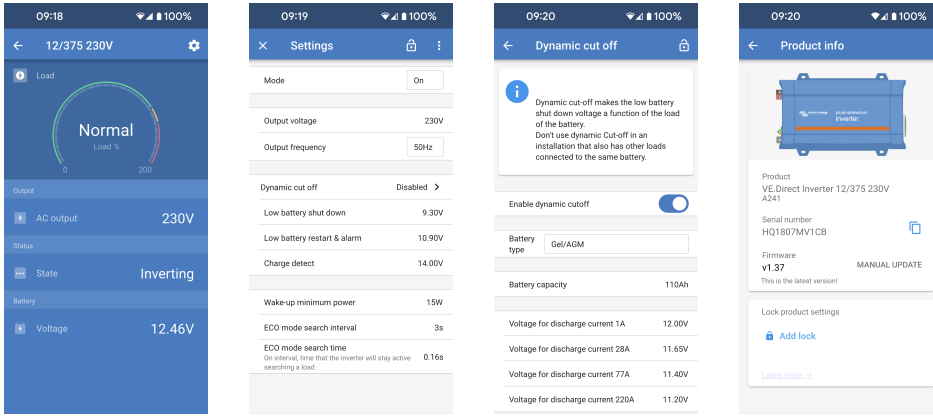 09:18
100%
12/375 230V
Load
Normal
Load %
0
200
Output
AC output
230V
Status
State
Inverting
Battery
Voltage
12.46V
09:19
100%
Settings
Mode
On
Output voltage
230V
Output frequency
50Hz
Dynamic cut off
Disabled
Low battery shut down
9.30V
Low battery restart & alarm
10.90V
Charge detect
14.00V
Wake-up minimum power
15W
ECO mode search interval
3s
ECO mode search time
On interval, time that the inverter will stay active
searching a load
0.16s
09:20
100%
Dynamic cut off
Dynamic cut-off makes the low battery
shut down voltage a function of the load
of the battery.
Don't use dynamic Cut-off in an
installation that also has other loads
connected to the same battery.
Enable dynamic cutoff
Battery
type
Gel/AGM
Battery capacity
110Ah
Voltage for discharge current 1A
12.00V
Voltage for discharge current 28A
11.65V
Voltage for discharge current 77A
11.40V
Voltage for discharge current 220A
11.20V
09:20
100%
Product info
victron energy
pure sinewave
inverter
Product
VE.Direct Inverter 12/375 230V
A241
Serial number
HQ1807MV1CB
Firmware
v1.37
MANUAL UPDATE
This is the latest version!
Lock product settings
Add lock
Learn more →